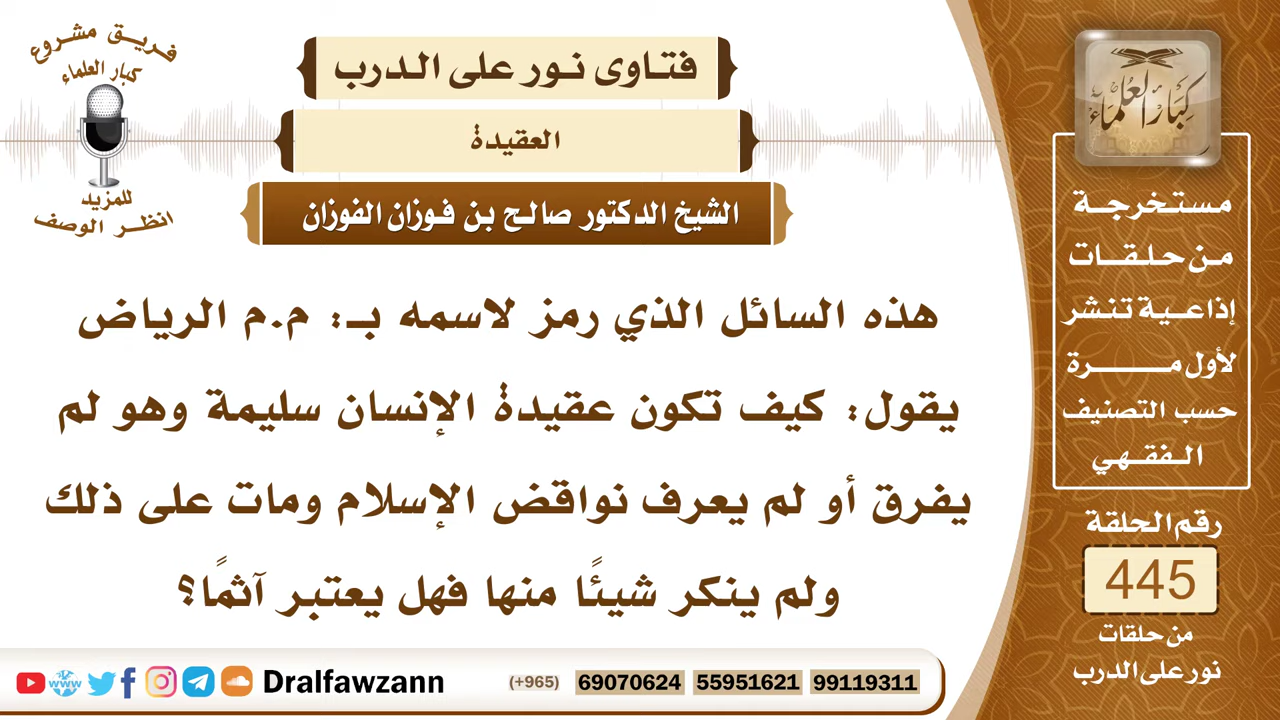 فريق مشروع
كبار العلماء
للمزيد
انظر الوصف
فتاوى نور على الدرب
العقيدة
الشيخ الدكتور صالح بن فوزان الفوزان
هذه السائل الذي رمز لاسمه بـ: م.م الرياض
يقول: كيف تكون عقيدة الإنسان سليمة وهو لم
يفرق أو لم يعرف نواقض الإسلام ومات على ذلك
ولم ينكر شيئًا منها فهل يعتبر آثمًا؟
كبار العلماء
مستخرجة
من حلقات
إذاعية تنشر
لأول مرة
حسب التصنيف
الفقهي
رقم الحلقة
445
من حلقات
نور على الدرب
www
Dralfawzann
(+965) 69070624 55951621 99119311